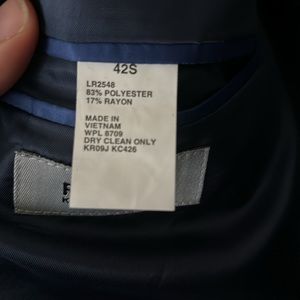 42S
LR2548
83% POLYESTER
17% RAYON
MADE IN
VIETNAM
WPL 8709
DRY CLEAN ONLY
KR09J KC426